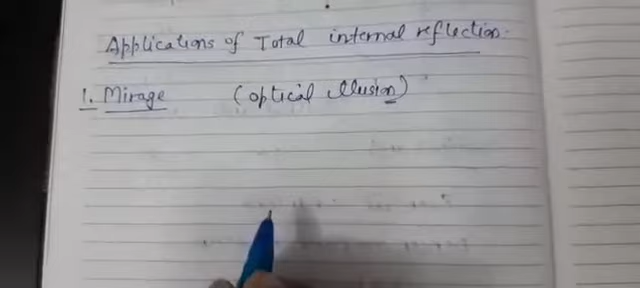 Applications of Total internal reflection.
1. Mirage (optical illusion)